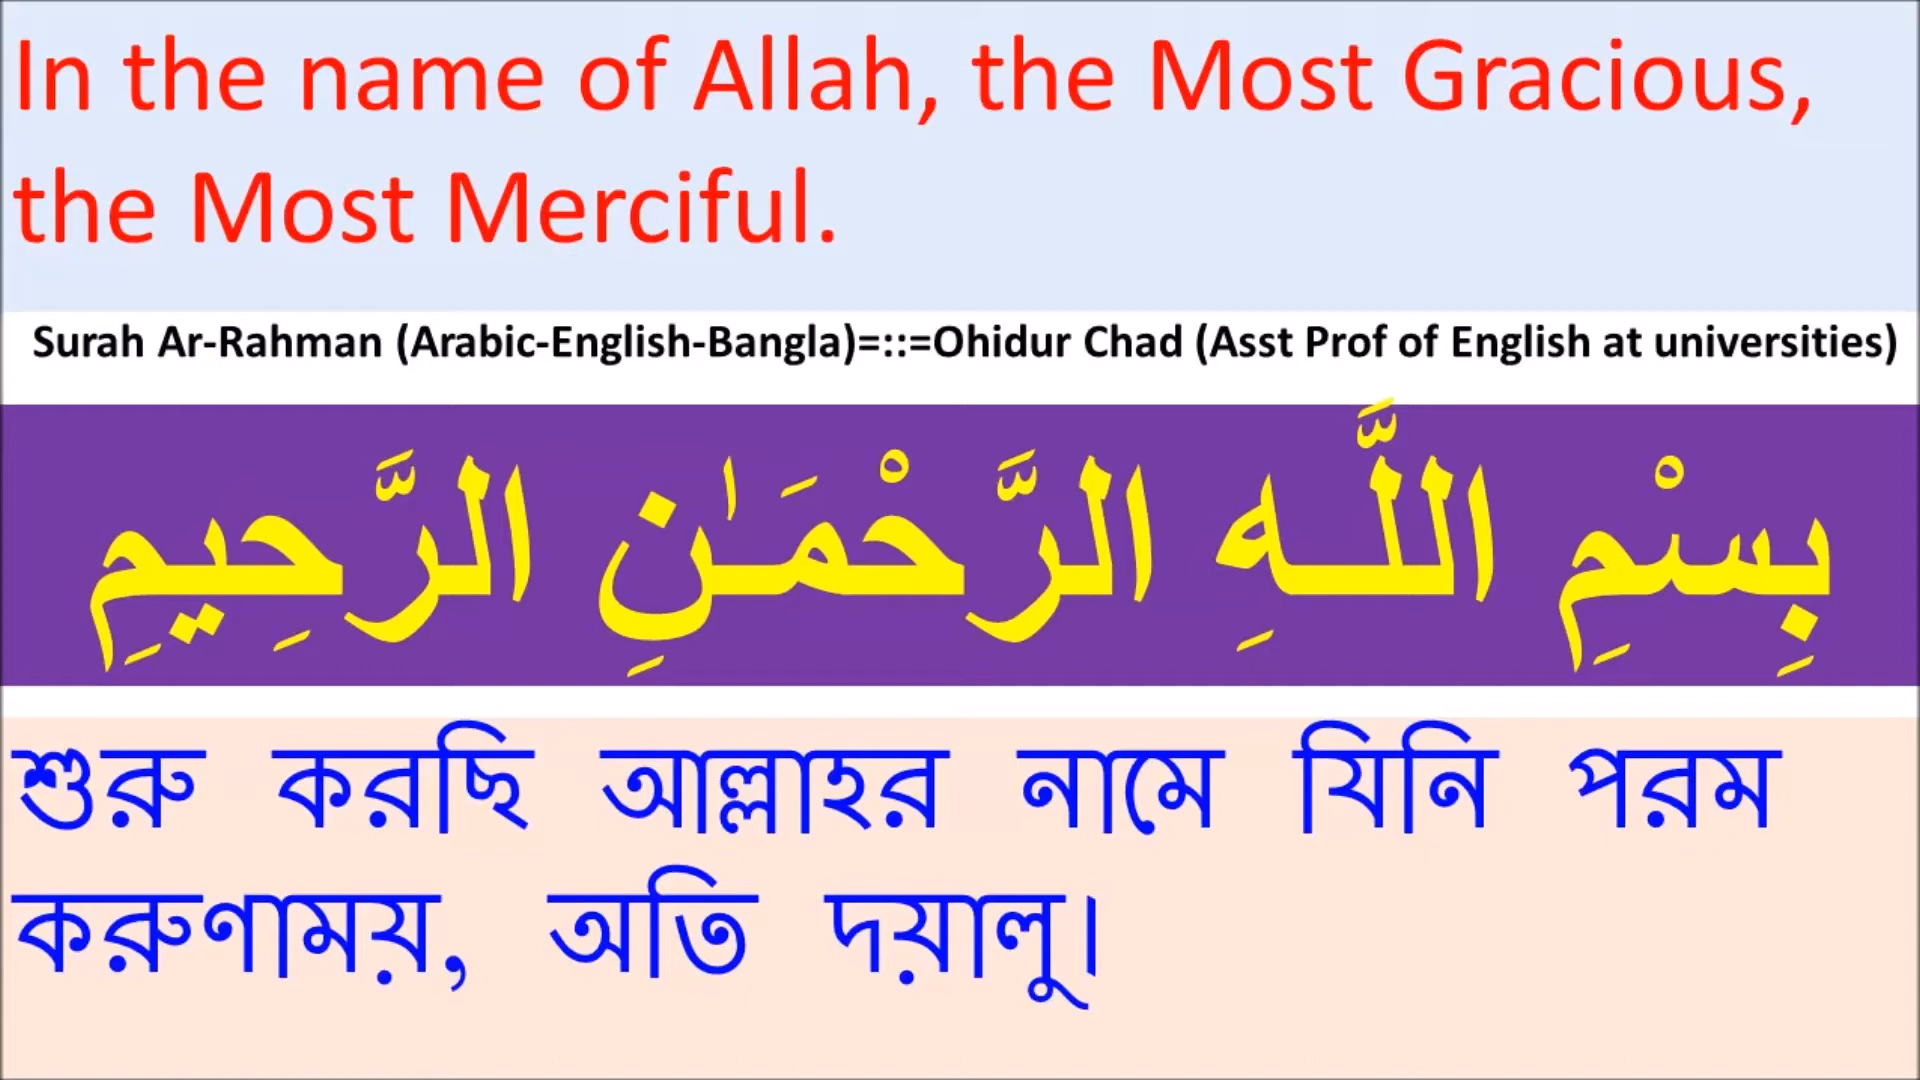 In the name of Allah, the Most Gracious,
the Most Merciful.
Surah Ar-Rahman (Arabic-English-Bangla)=::=Ohidur Chad (Asst Prof of English at universities)
بِسْمِ اللَّـهِ الرَّحْمَـٰنِ الرَّحِيمِ
শুরু করছি আল্লাহর নামে যিনি পরম
করুণাময়, অতি দয়ালু।